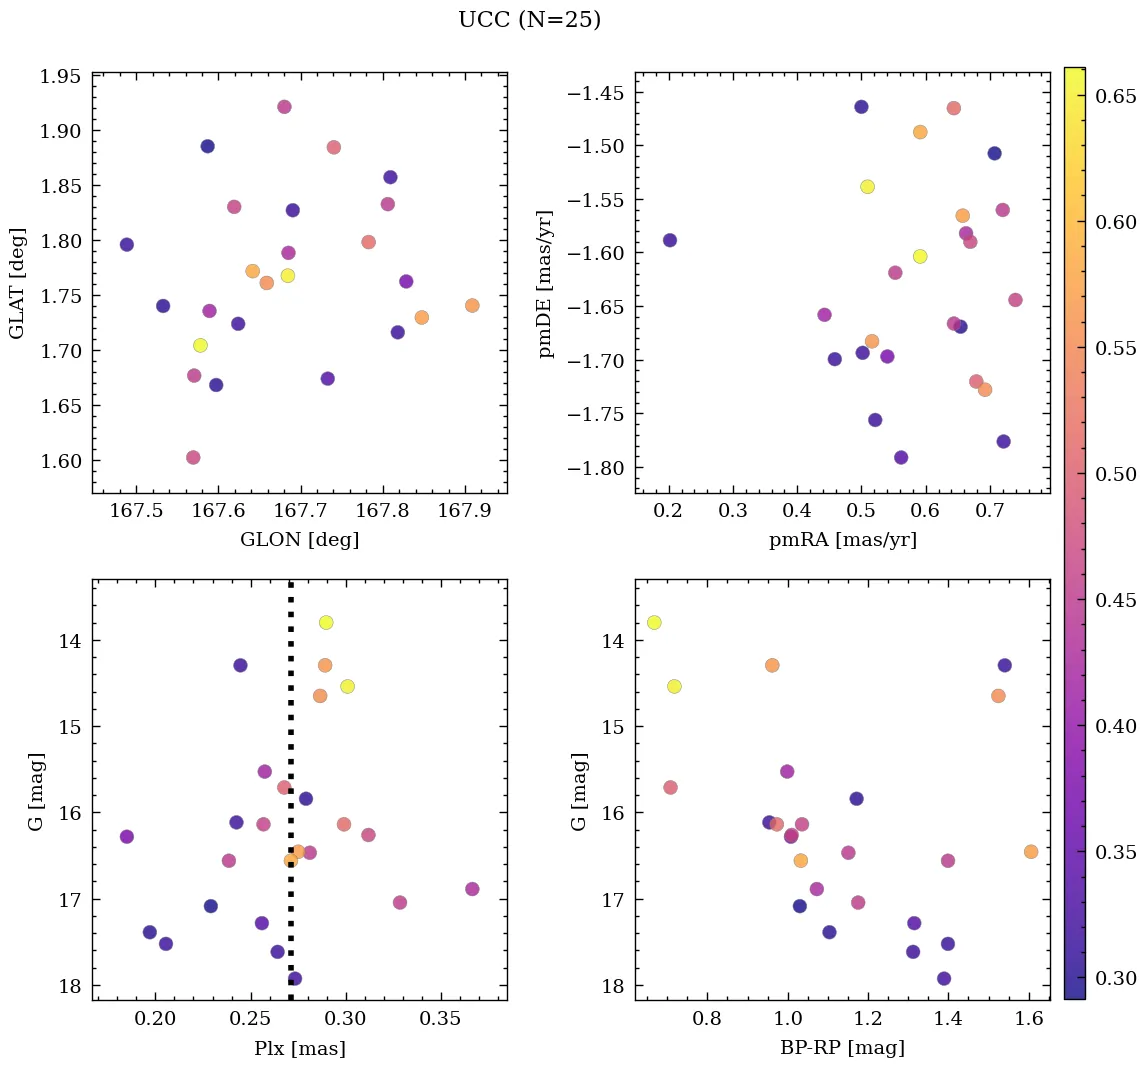 UCC (N=25)
1.95
1.90
1.85
1.80
1.75
1.70
1.65
1.60
GLAT [deg]
167.5 167.6 167.7 167.8 167.9
GLON [deg]
−1.45
−1.50
−1.55
−1.60
−1.65
−1.70
−1.75
−1.80
pmDE [mas/yr]
0.2 0.3 0.4 0.5 0.6 0.7
pmRA [mas/yr]
14
15
16
17
18
G [mag]
0.20 0.25 0.30 0.35
Plx [mas]
14
15
16
17
18
G [mag]
0.8 1.0 1.2 1.4 1.6
BP-RP [mag]
0.65
0.60
0.55
0.50
0.45
0.40
0.35
0.30